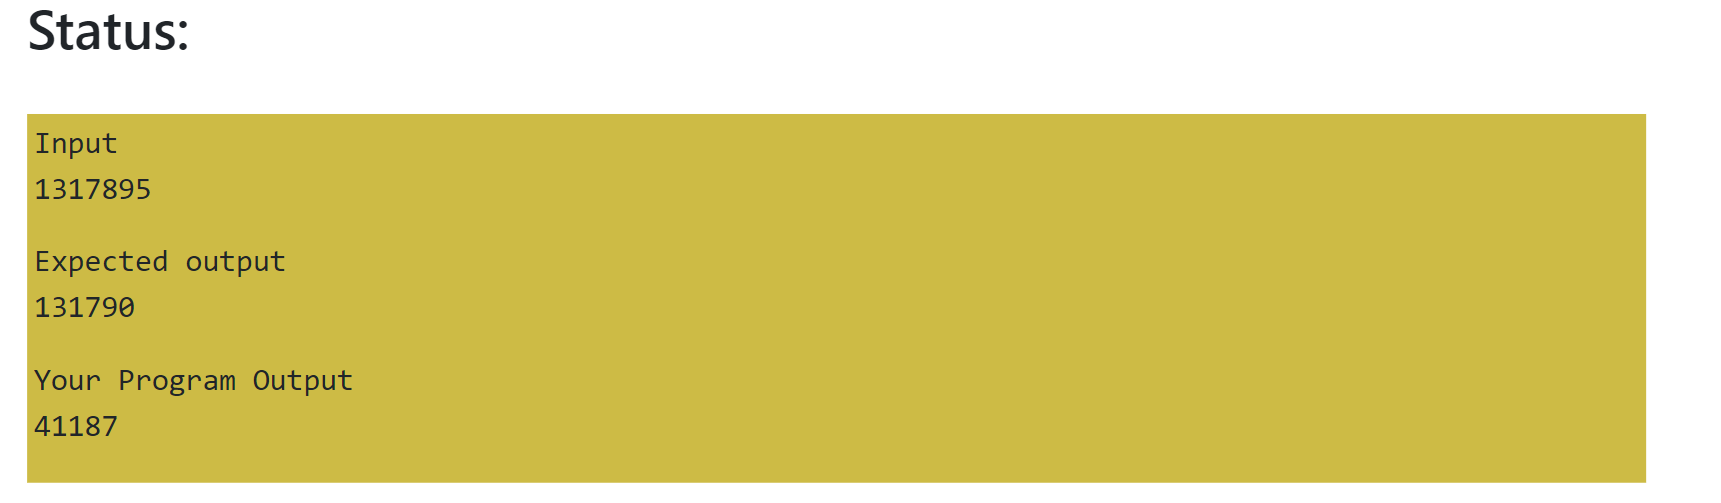 Status:
Input
1317895
Expected output
131790
Your Program Output
41187